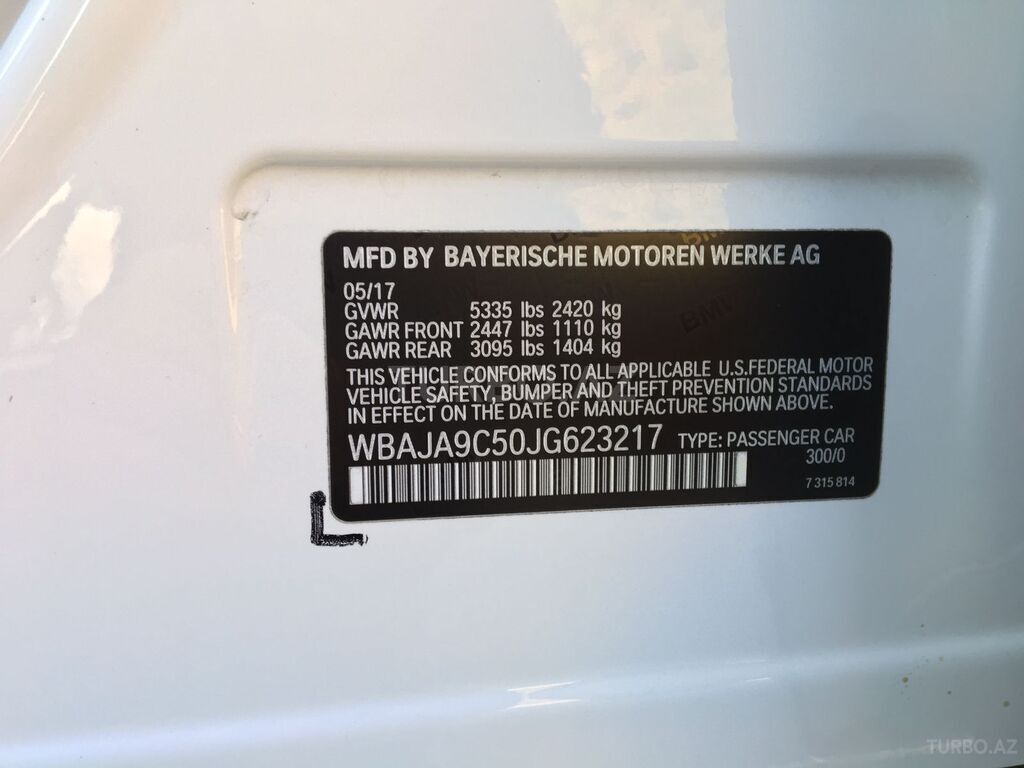 MFD BY BAYERISCHE MOTOREN WERKE AG
05/17
GVWR 5335 lbs 2420 kg
GAWR FRONT 2447 lbs 1110 kg
GAWR REAR 3095 lbs 1404 kg
THIS VEHICLE CONFORMS TO ALL APPLICABLE U.S.FEDERAL MOTOR
VEHICLE SAFETY, BUMPER AND THEFT PREVENTION STANDARDS
IN EFFECT ON THE DATE OF MANUFACTURE SHOWN ABOVE.
WBAJA9C50JG623217 TYPE: PASSENGER CAR
300/0
7 315 814
BMW
TURBO.AZ